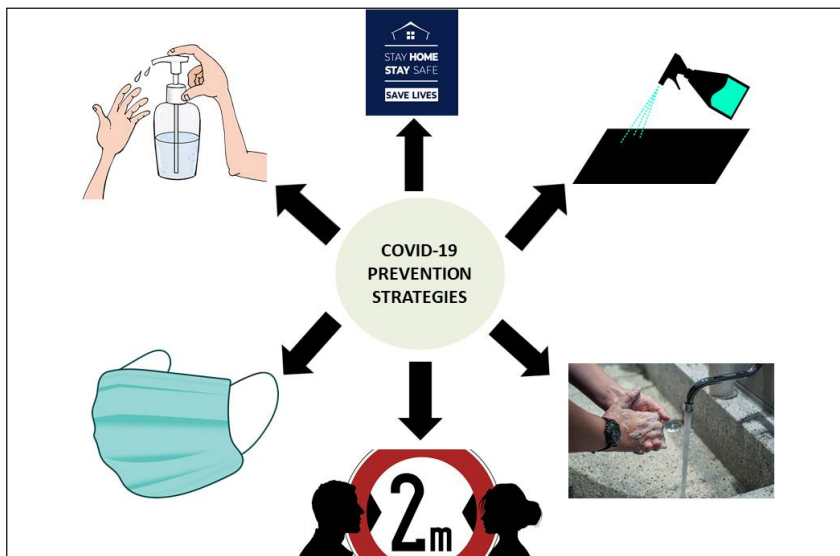 STAY HOME
STAY SAFE
SAVE LIVES
COVID-19
PREVENTION
STRATEGIES
2m